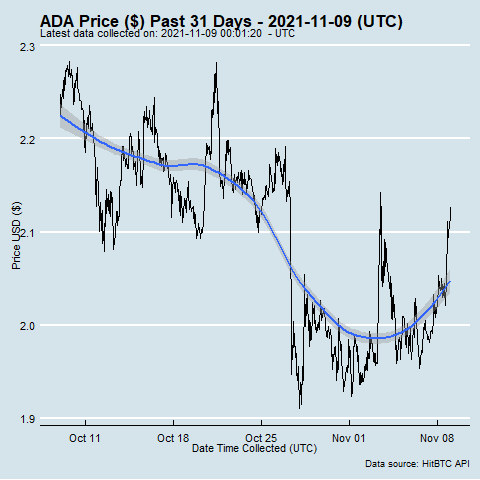 ADA Price ($) Past 31 Days - 2021-11-09 (UTC)
Latest data collected on: 2021-11-09 00:01:20 - UTC
2.3
2.2
2.1
2.0
1.9
Price USD ($)
Oct 11 Oct 18 Oct 25 Nov 01 Nov 08
Date Time Collected (UTC)
Data source: HitBTC API